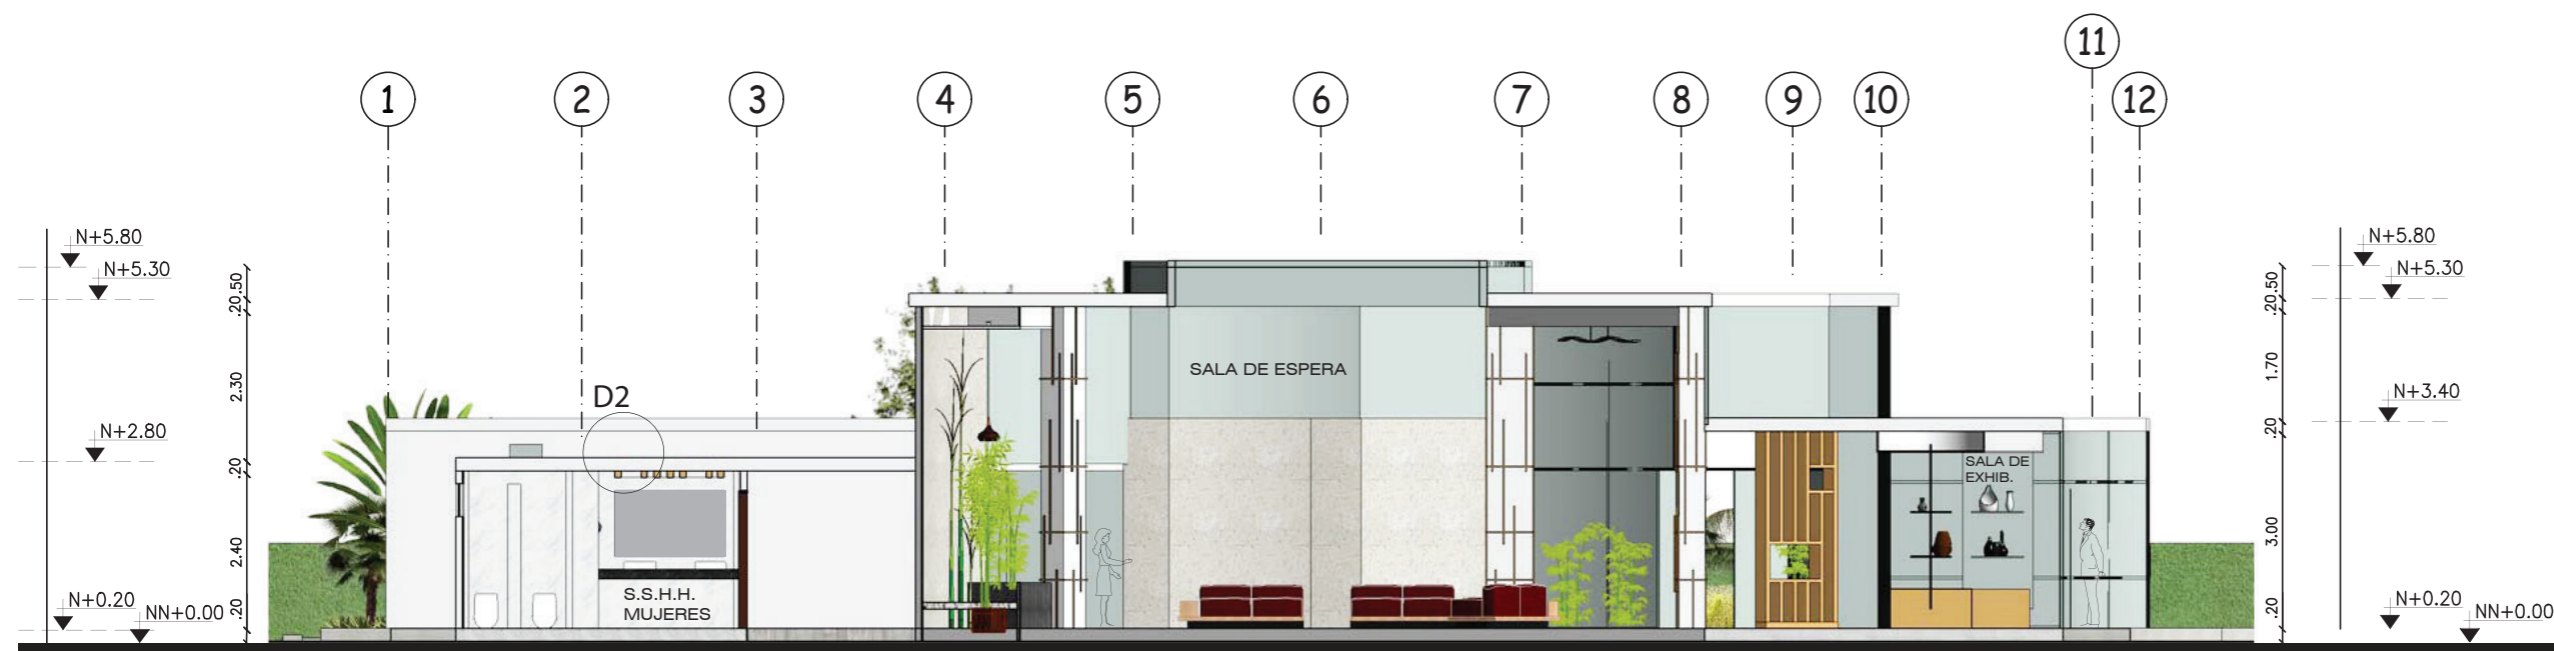 11
1
2
3
4
5
6
7
8
9
10
12
N+5.80
N+5.30
.50
.20
2.30
N+2.80
.20
2.40
N+0.20
NN+0.00
.20
D2
S.S.H.H.
MUJERES
SALA DE ESPERA
SALA DE
EXHIB.
N+5.80
N+5.30
.50
.20
1.70
N+3.40
.20
3.00
N+0.20
NN+0.00
.20